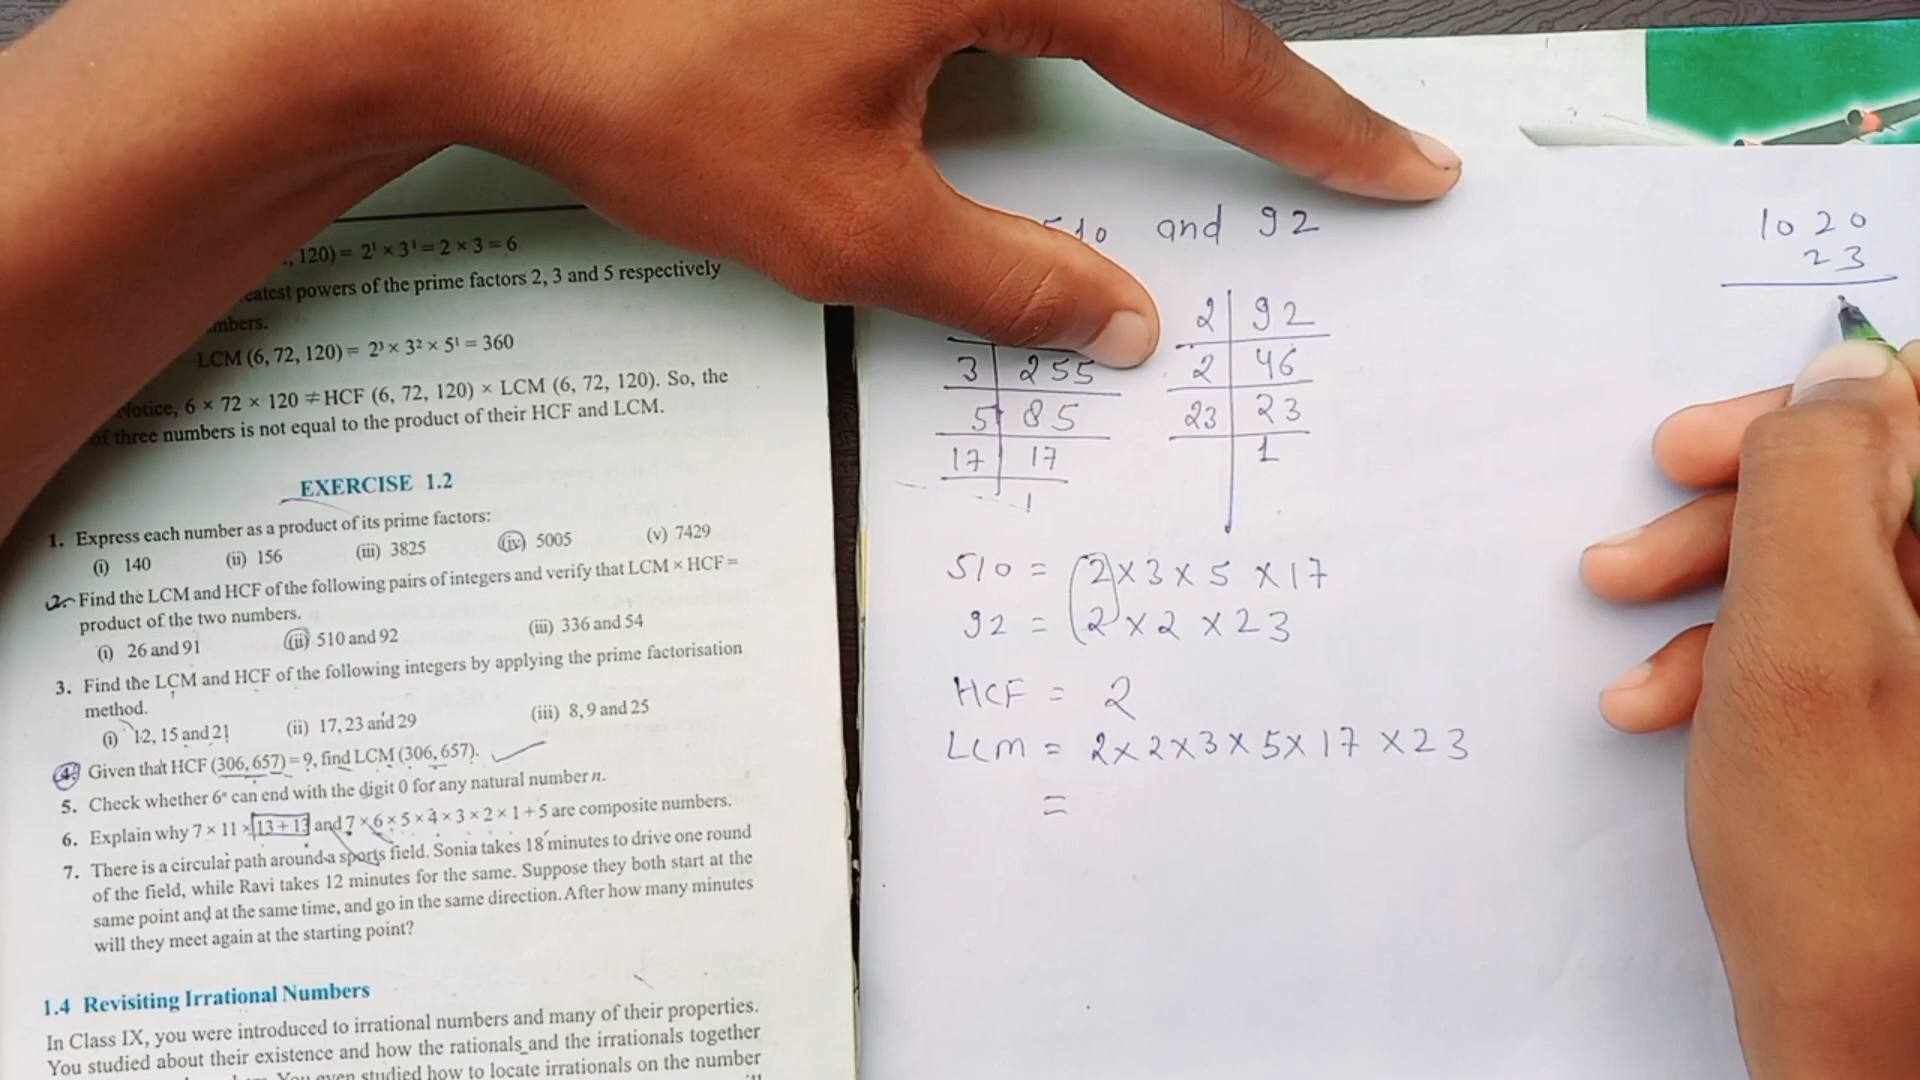 , 120) = 2¹ × 3¹ = 2 × 3 = 6
eatest powers of the prime factors 2, 3 and 5 respectively
mbers.
LCM (6, 72, 120) = 2³ × 3² × 5¹ = 360
Notice, 6 × 72 × 120 ≠ HCF (6, 72, 120) × LCM (6, 72, 120). So, the
of three numbers is not equal to the product of their HCF and LCM.
EXERCISE 1.2
1. Express each number as a product of its prime factors:
(i) 140 (ii) 156 (iii) 3825 (iv) 5005 (v) 7429
2. Find the LCM and HCF of the following pairs of integers and verify that LCM × HCF =
product of the two numbers.
(i) 26 and 91 (ii) 510 and 92 (iii) 336 and 54
3. Find the LCM and HCF of the following integers by applying the prime factorisation
method.
(i) 12, 15 and 21 (ii) 17, 23 and 29 (iii) 8, 9 and 25
4. Given that HCF (306, 657) = 9, find LCM (306, 657).
5. Check whether 6ⁿ can end with the digit 0 for any natural number n.
6. Explain why 7 × 11 × 13 + 13 and 7 × 6 × 5 × 4 × 3 × 2 × 1 + 5 are composite numbers.
7. There is a circular path around a sports field. Sonia takes 18 minutes to drive one round
of the field, while Ravi takes 12 minutes for the same. Suppose they both start at the
same point and at the same time, and go in the same direction. After how many minutes
will they meet again at the starting point?
1.4 Revisiting Irrational Numbers
In Class IX, you were introduced to irrational numbers and many of their properties.
You studied about their existence and how the rationals and the irrationals together
You even studied how to locate irrationals on the number
510 and 92
3 255
5 85
17 17
1
2 92
2 46
23 23
1
510 = 2 × 3 × 5 × 17
92 = 2 × 2 × 23
HCF = 2
LCM = 2 × 2 × 3 × 5 × 17 × 23
=
1020
23